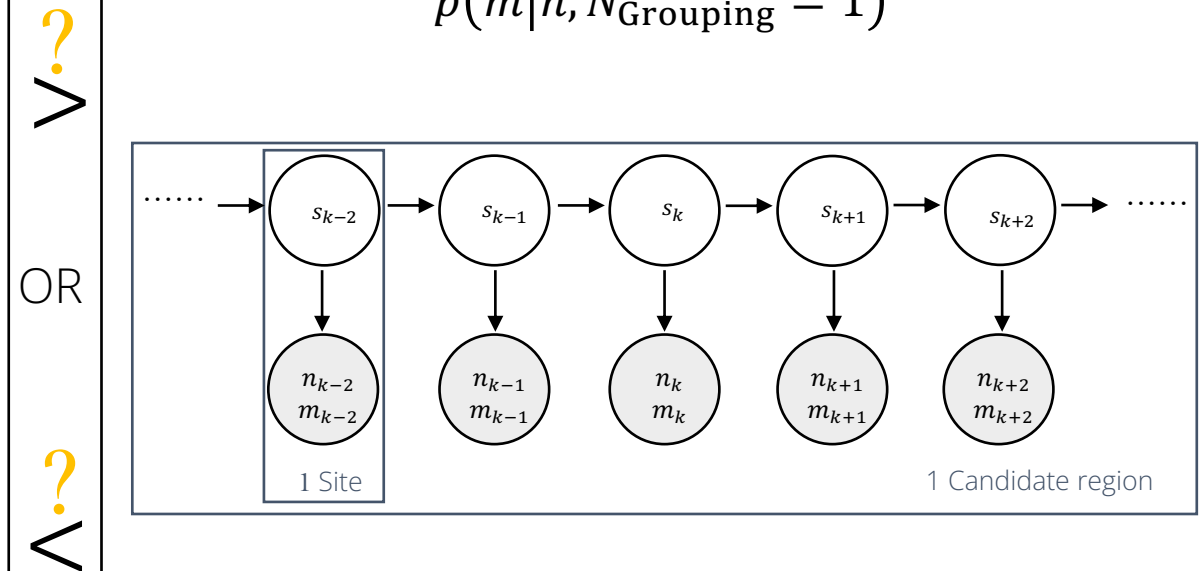 p(m|n, N_Grouping = 1)
?
>
OR
?
<
...... s_{k−2} s_{k−1} s_k s_{k+1} s_{k+2} ......
n_{k−2} n_{k−1} n_k n_{k+1} n_{k+2}
m_{k−2} m_{k−1} m_k m_{k+1} m_{k+2}
1 Site
1 Candidate region